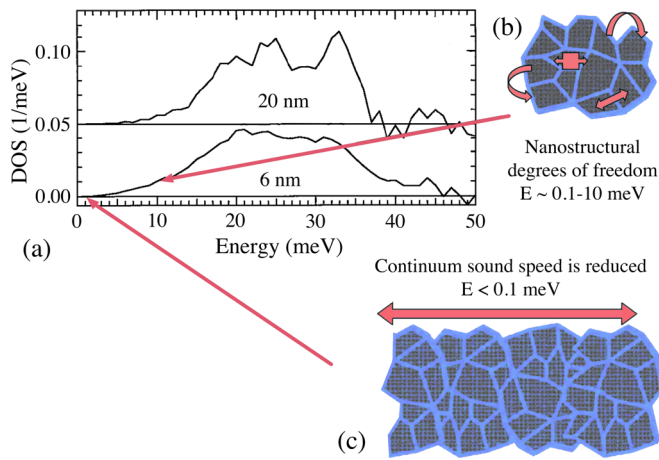 0.10
0.05
0.00
DOS (1/meV)
20 nm
6 nm
0 10 20 30 40 50
Energy (meV)
(a)
(b)
Nanostructural
degrees of freedom
E ~ 0.1-10 meV
Continuum sound speed is reduced
E < 0.1 meV
(c)